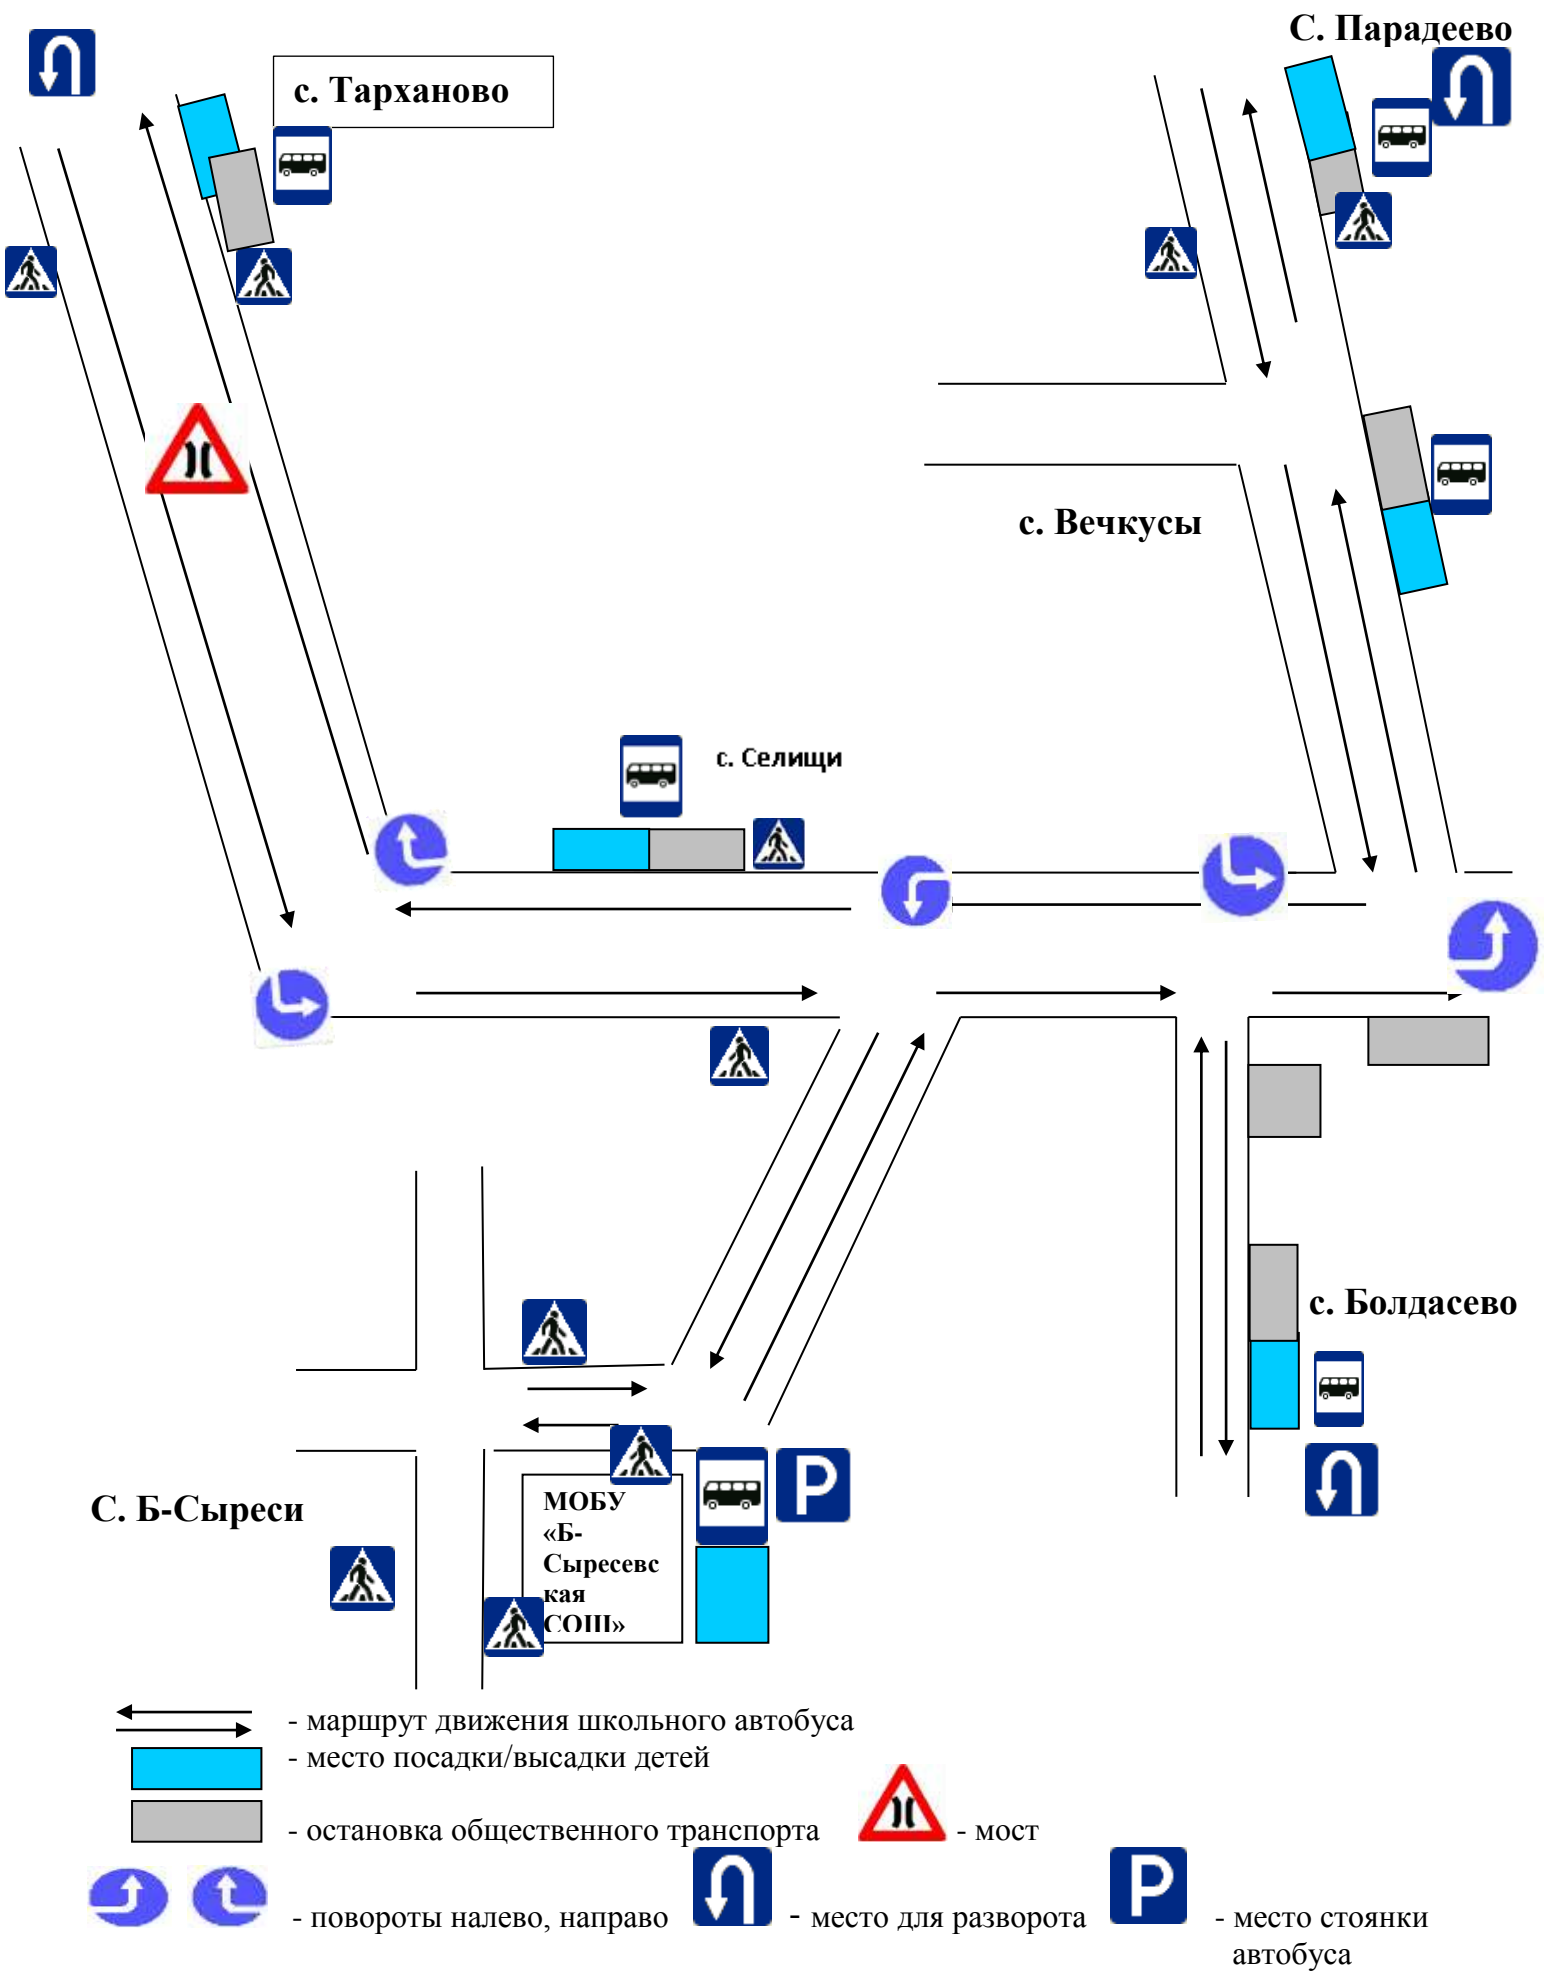 С. Парадеево
с. Тарханово
с. Вечкусы
с. Селищи
с. Болдасево
С. Б-Сыреси
МОБУ
«Б-
Сыресевс
кая
СОШ»
P
- маршрут движения школьного автобуса
- место посадки/высадки детей
- остановка общественного транспорта
- мост
- повороты налево, направо
- место для разворота
P
- место стоянки
автобуса